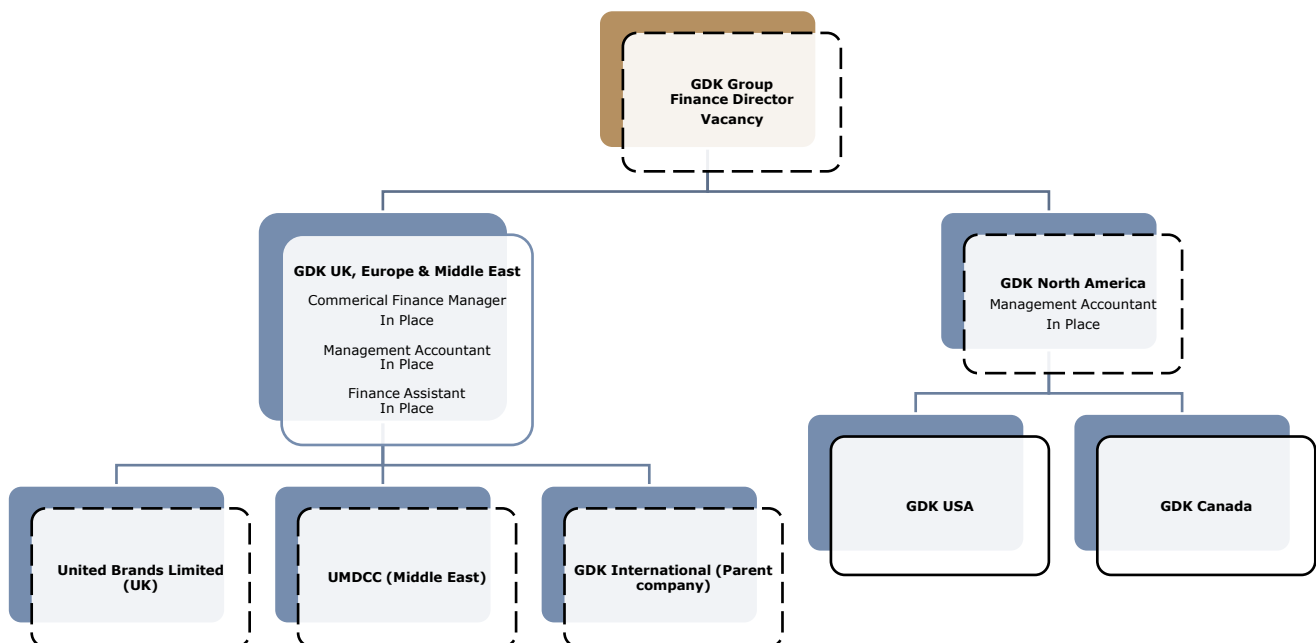 GDK Group
Finance Director
Vacancy
GDK UK, Europe & Middle East
Commerical Finance Manager
In Place
Management Accountant
In Place
Finance Assistant
In Place
GDK North America
Management Accountant
In Place
United Brands Limited
(UK)
UMDCC (Middle East)
GDK International (Parent
company)
GDK USA
GDK Canada